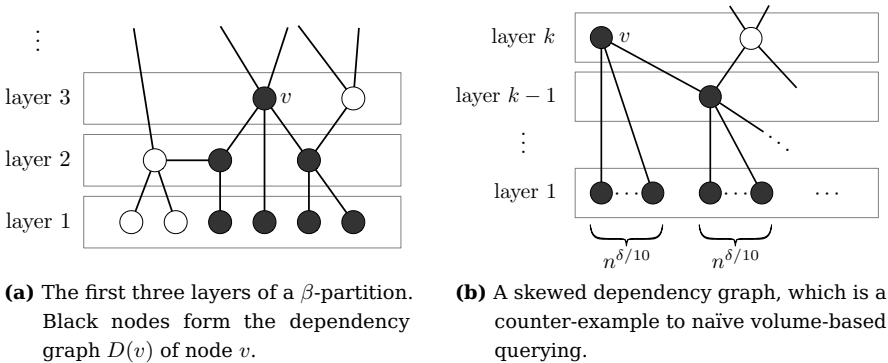 ⋮
layer 3
v
layer 2
layer 1
(a) The first three layers of a β-partition.
Black nodes form the dependency
graph D(v) of node v.
layer k
v
layer k − 1
⋮
⋱
layer 1
⋯ ⋯ ⋯
n^{δ/10} n^{δ/10}
(b) A skewed dependency graph, which is a
counter-example to naïve volume-based
querying.